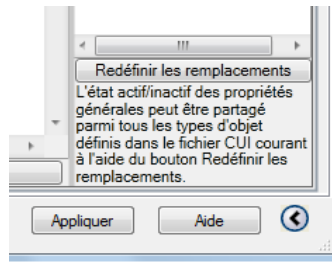 Redéfinir les remplacements
L'état actif/inactif des propriétés
générales peut être partagé
parmi tous les types d'objet
définis dans le fichier CUI courant
à l'aide du bouton Redéfinir les
remplacements.
Appliquer
Aide